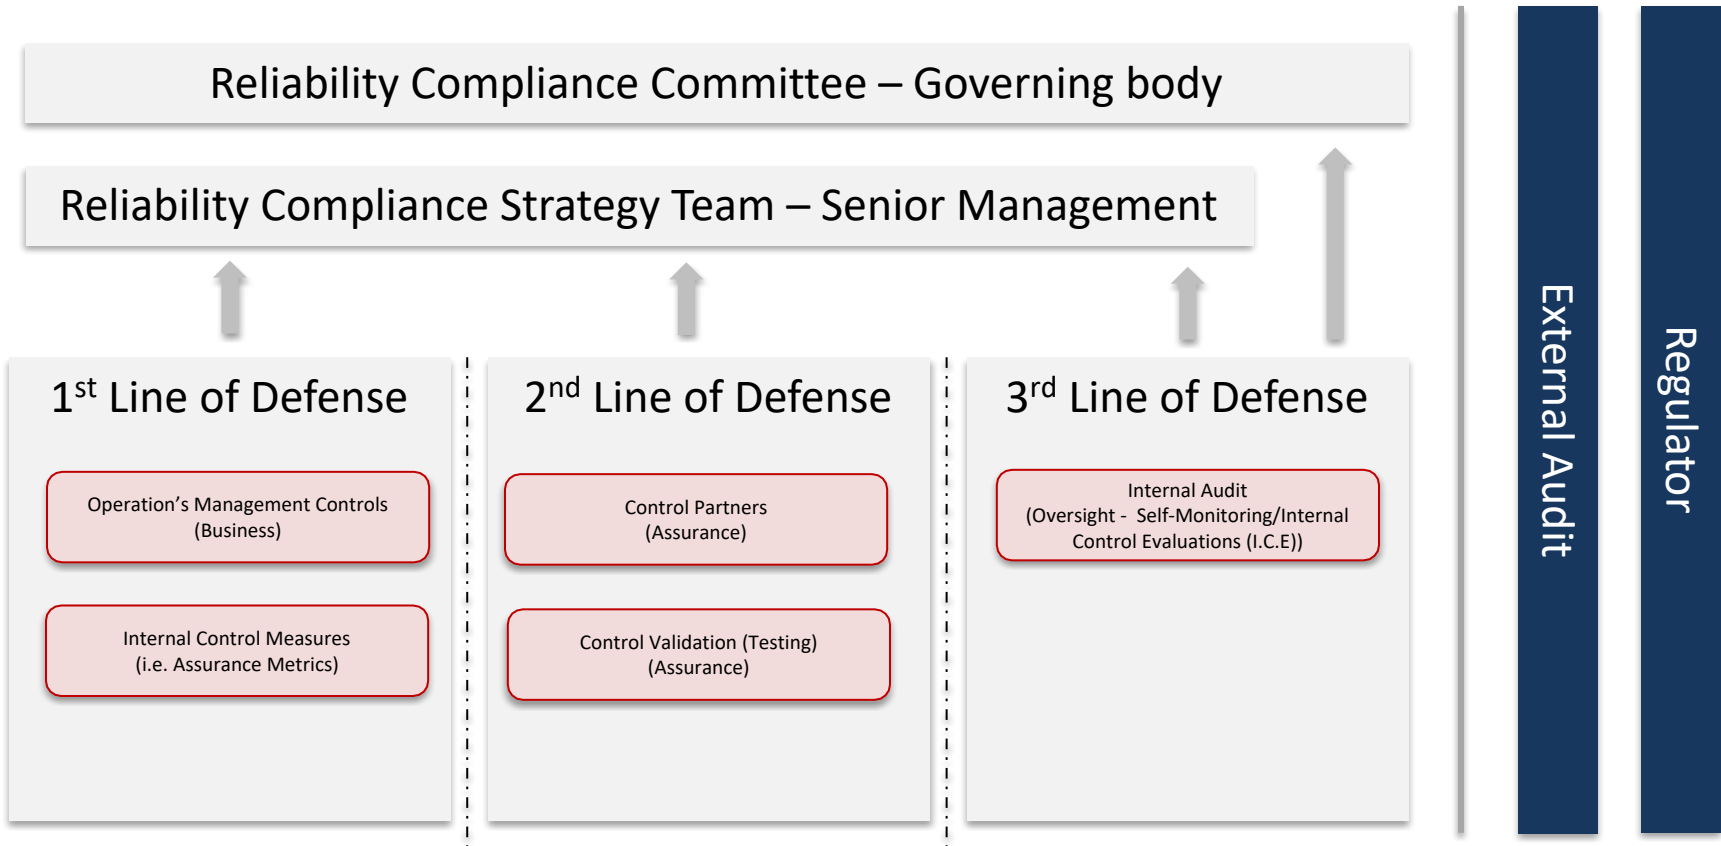 Reliability Compliance Committee – Governing body
Reliability Compliance Strategy Team – Senior Management
1st Line of Defense
Operation’s Management Controls
(Business)
Internal Control Measures
(i.e. Assurance Metrics)
2nd Line of Defense
Control Partners
(Assurance)
Control Validation (Testing)
(Assurance)
3rd Line of Defense
Internal Audit
(Oversight - Self-Monitoring/Internal
Control Evaluations (I.C.E))
External Audit
Regulator